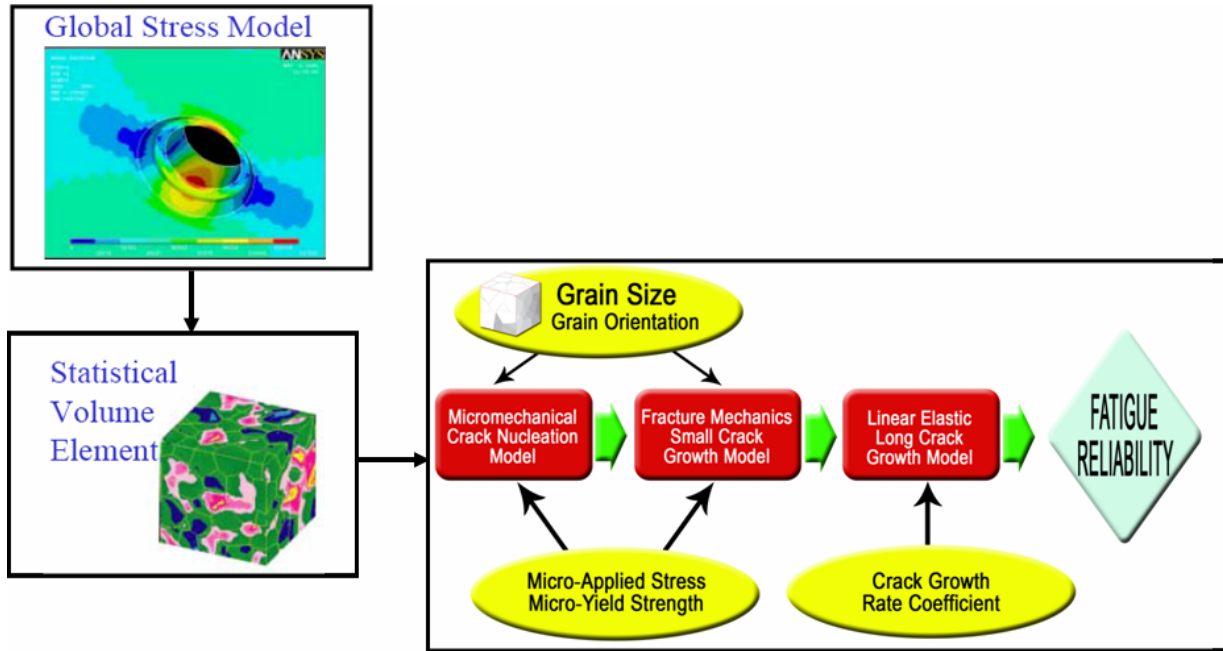 Global Stress Model
ANSYS
Statistical
Volume
Element
Grain Size
Grain Orientation
Micromechanical
Crack Nucleation
Model
Fracture Mechanics
Small Crack
Growth Model
Linear Elastic
Long Crack
Growth Model
FATIGUE
RELIABILITY
Micro-Applied Stress
Micro-Yield Strength
Crack Growth
Rate Coefficient